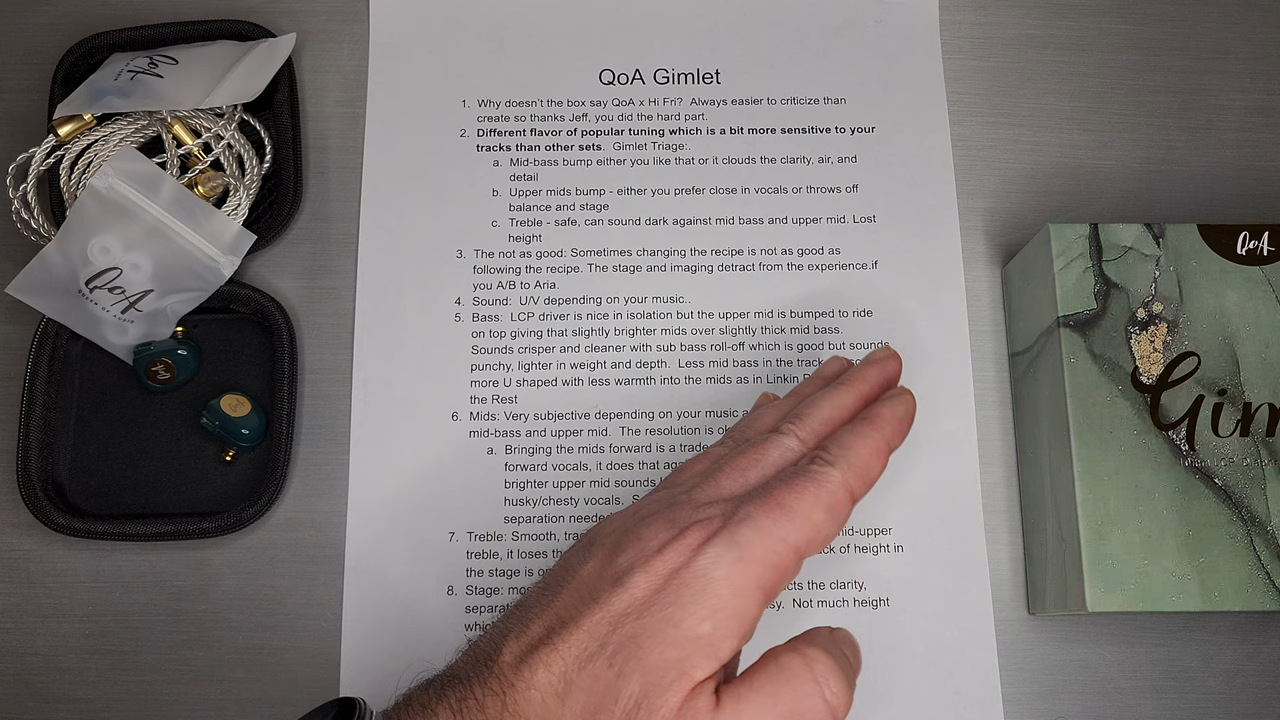 QoA
QoA
QUEEN OF AUDIO
QoA
QoA
QoA Gimlet
1. Why doesn't the box say QoA x Hi Fri? Always easier to criticize than
create so thanks Jeff, you did the hard part.
2. Different flavor of popular tuning which is a bit more sensitive to your
tracks than other sets. Gimlet Triage:.
a. Mid-bass bump either you like that or it clouds the clarity, air, and
detail
b. Upper mids bump - either you prefer close in vocals or throws off
balance and stage
c. Treble - safe, can sound dark against mid bass and upper mid. Lost
height
3. The not as good: Sometimes changing the recipe is not as good as
following the recipe. The stage and imaging detract from the experience.if
you A/B to Aria.
4. Sound: U/V depending on your music..
5. Bass: LCP driver is nice in isolation but the upper mid is bumped to ride
on top giving that slightly brighter mids over slightly thick mid bass.
Sounds crisper and cleaner with sub bass roll-off which is good but sounds
punchy, lighter in weight and depth. Less mid bass in the track
more U shaped with less warmth into the mids as in Linkin
the Rest
6. Mids: Very subjective depending on your music
mid-bass and upper mid. The resolution is
a. Bringing the mids forward is a trade
forward vocals, it does that
brighter upper mid sounds
husky/chesty vocals.
separation needed
7. Treble: Smooth, mid-upper
treble, it loses the of height in
the stage is
8. Stage: the clarity,
Not much height
QoA
Gim